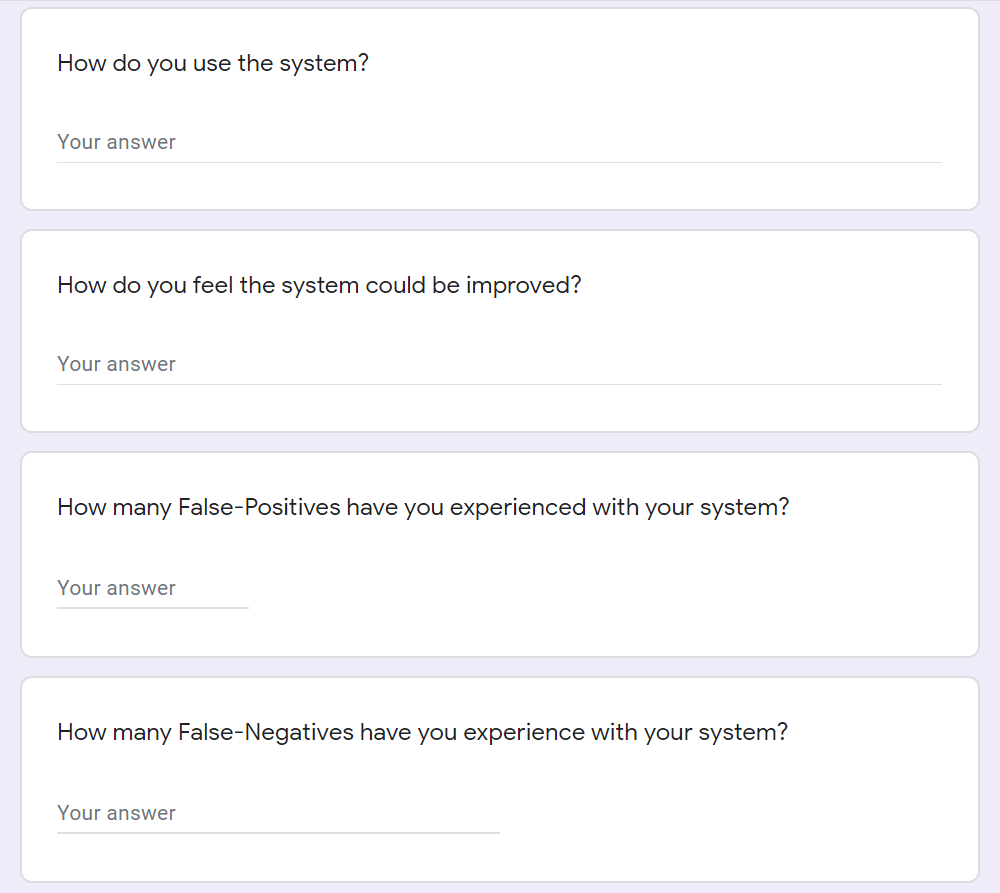 How do you use the system?
Your answer
How do you feel the system could be improved?
Your answer
How many False-Positives have you experienced with your system?
Your answer
How many False-Negatives have you experience with your system?
Your answer